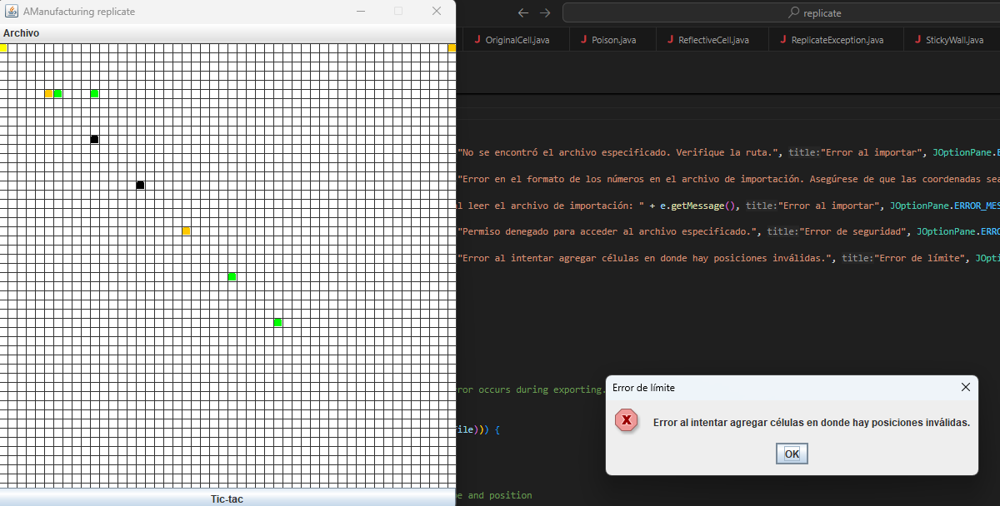 AManufacturing replicate
replicate
Archivo
OriginalCell.java
Poison.java
ReflectiveCell.java
ReplicateException.java
StickyWall.java
"No se encontró el archivo especificado. Verifique la ruta.", title:"Error al importar", JOptionPane.E
"Error en el formato de los números en el archivo de importación. Asegúrese de que las coordenadas sea
l leer el archivo de importación: " + e.getMessage(), title:"Error al importar", JOptionPane.ERROR_MES
"Permiso denegado para acceder al archivo especificado.", title:"Error de seguridad", JOptionPane.ERRO
"Error al intentar agregar células en donde hay posiciones inválidas.", title:"Error de límite", JOpti
ror occurs during exporting.
Error de límite
Error al intentar agregar células en donde hay posiciones inválidas.
ile))) {
OK
e and position
Tic-tac